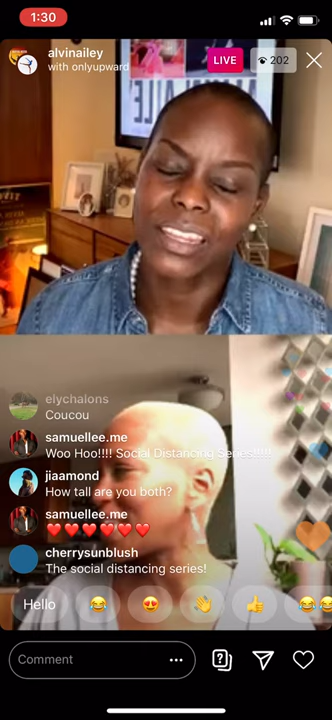 1:30
alvinailey
with onlyupward
LIVE
202
elychalons
Coucou
samuellee.me
Woo Hoo!!!! Social Distancing Series!!!!!
jiaamond
How tall are you both?
samuellee.me
❤️❤️❤️❤️❤️❤️
cherrysunblush
The social distancing series!
Hello
Comment